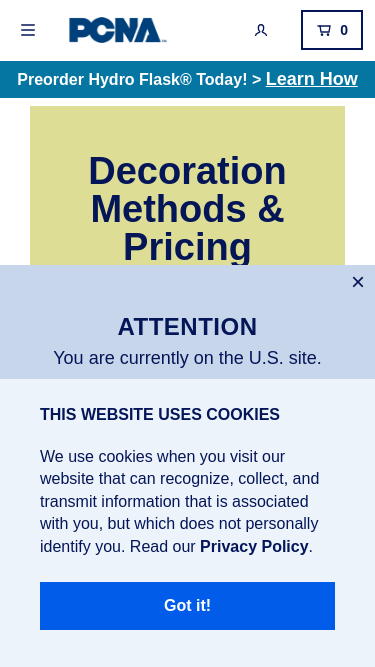 PCNA
0
Preorder Hydro Flask® Today! > Learn How
Decoration
Methods &
Pricing
ATTENTION
You are currently on the U.S. site.
THIS WEBSITE USES COOKIES
We use cookies when you visit our
website that can recognize, collect, and
transmit information that is associated
with you, but which does not personally
identify you. Read our Privacy Policy.
Got it!